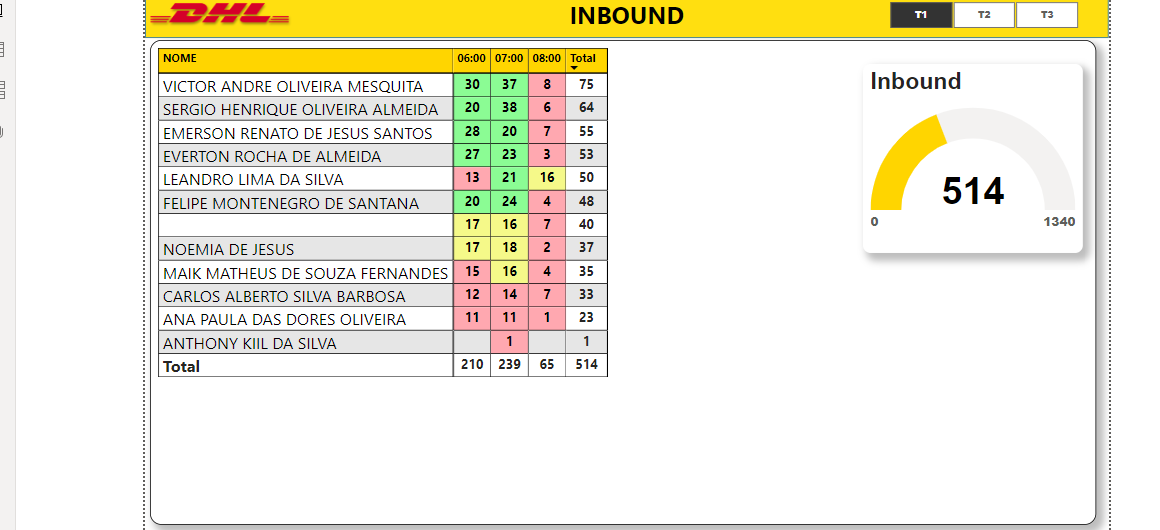 DHL INBOUND T1 T2 T3
NOME 06:00 07:00 08:00 Total
VICTOR ANDRE OLIVEIRA MESQUITA 30 37 8 75
SERGIO HENRIQUE OLIVEIRA ALMEIDA 20 38 6 64
EMERSON RENATO DE JESUS SANTOS 28 20 7 55
EVERTON ROCHA DE ALMEIDA 27 23 3 53
LEANDRO LIMA DA SILVA 13 21 16 50
FELIPE MONTENEGRO DE SANTANA 20 24 4 48
17 16 7 40
NOEMIA DE JESUS 17 18 2 37
MAIK MATHEUS DE SOUZA FERNANDES 15 16 4 35
CARLOS ALBERTO SILVA BARBOSA 12 14 7 33
ANA PAULA DAS DORES OLIVEIRA 11 11 1 23
ANTHONY KIIL DA SILVA 1 1
Total 210 239 65 514
Inbound
514
0 1340